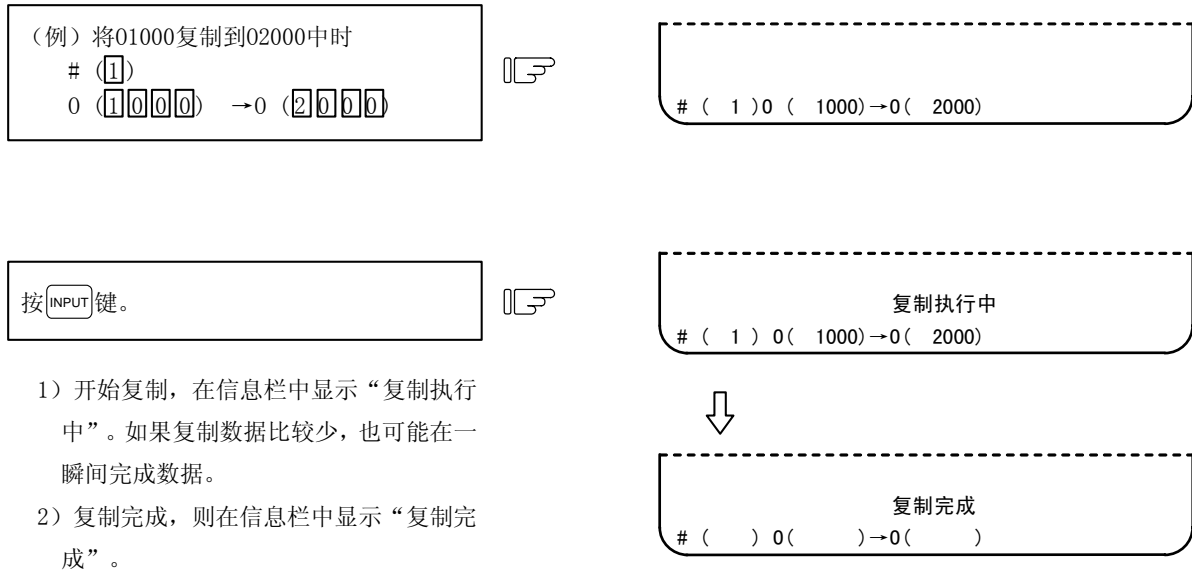 （例）将01000复制到02000中时
# (1)
0 (1000) →0 (2000)
# ( 1 )0 ( 1000)→0( 2000)
按INPUT键。
复制执行中
# ( 1 ) 0( 1000)→0( 2000)
1）开始复制，在信息栏中显示“复制执行
中”。如果复制数据比较少，也可能在一
瞬间完成数据。
2）复制完成，则在信息栏中显示“复制完
成”。
复制完成
# ( ) 0( )→0( )